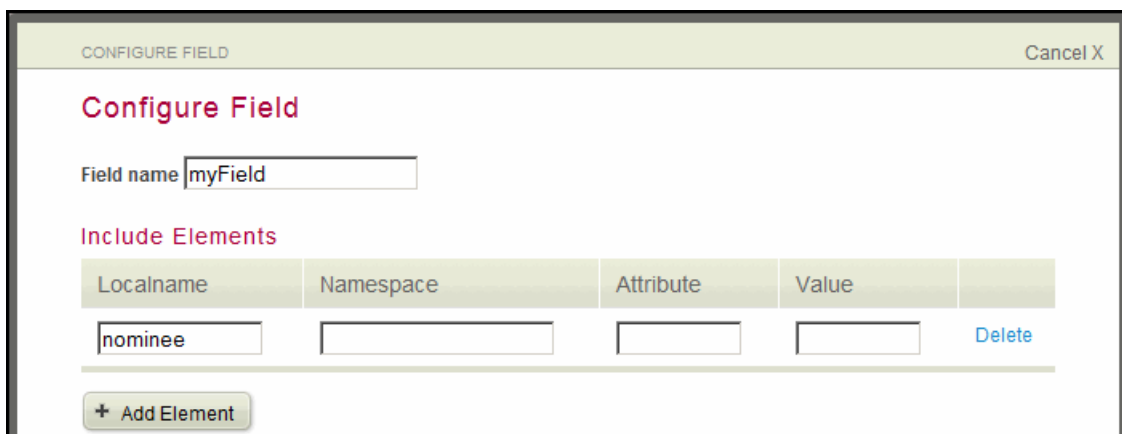 CONFIGURE FIELD Cancel X
Configure Field
Field name myField
Include Elements
Localname Namespace Attribute Value
nominee Delete
+ Add Element